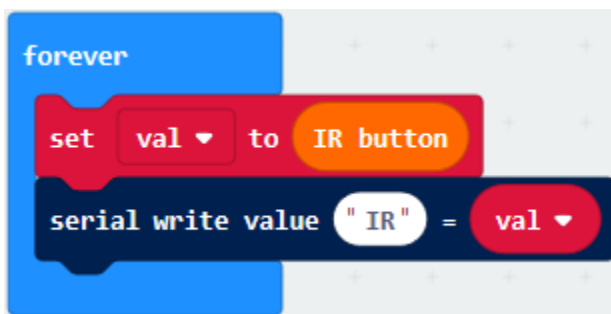 forever
set val to IR button
serial write value "IR" = val